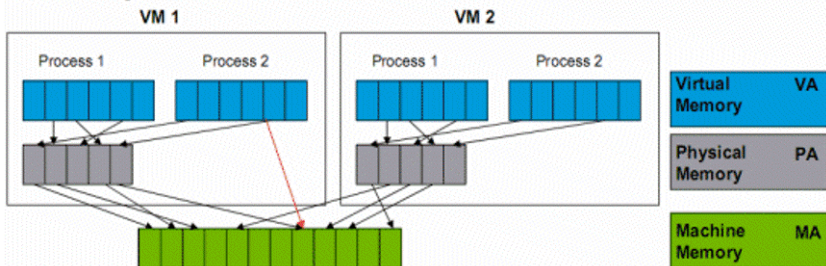 VM 1
VM 2
Process 1
Process 2
Process 1
Process 2
Virtual Memory VA
Physical Memory PA
Machine Memory MA